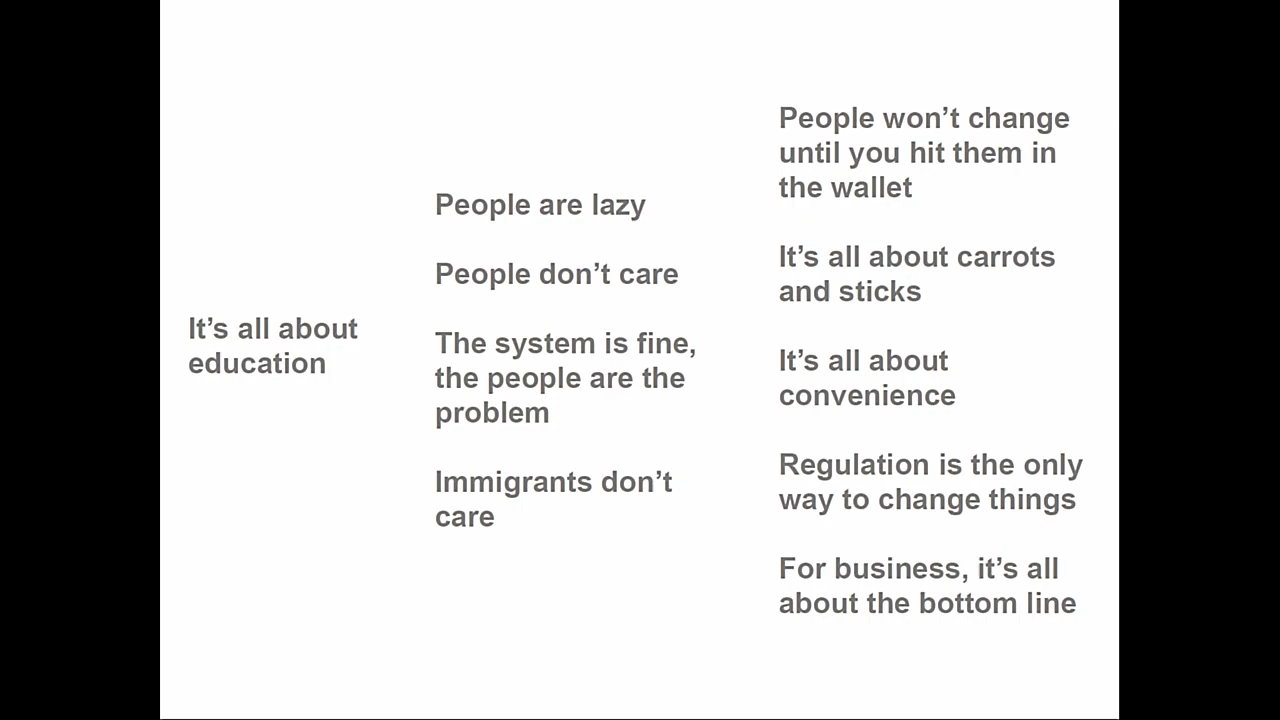 It’s all about
education
People are lazy
People don’t care
The system is fine,
the people are the
problem
Immigrants don’t
care
People won’t change
until you hit them in
the wallet
It’s all about carrots
and sticks
It’s all about
convenience
Regulation is the only
way to change things
For business, it’s all
about the bottom line